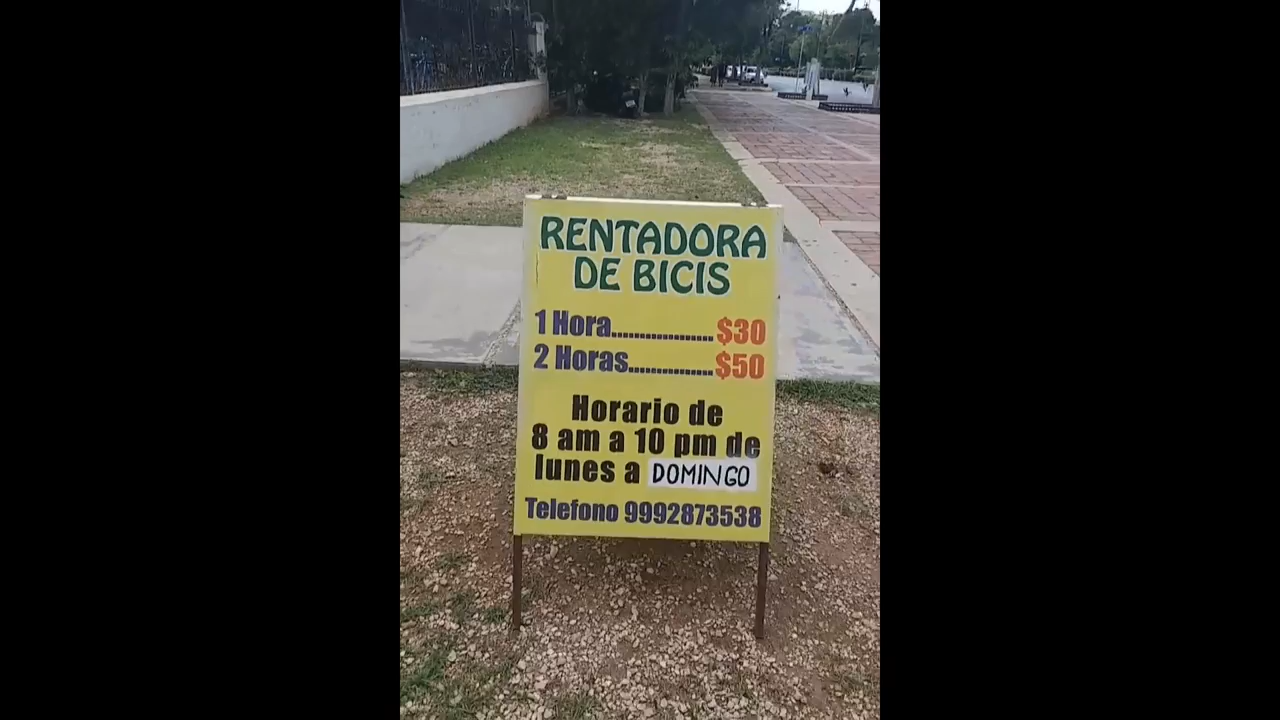 RENTADORA
DE BICIS
1 Hora..................$30
2 Horas...............$50
Horario de
8 am a 10 pm de
lunes a DOMINGO
Telefono 9992873538